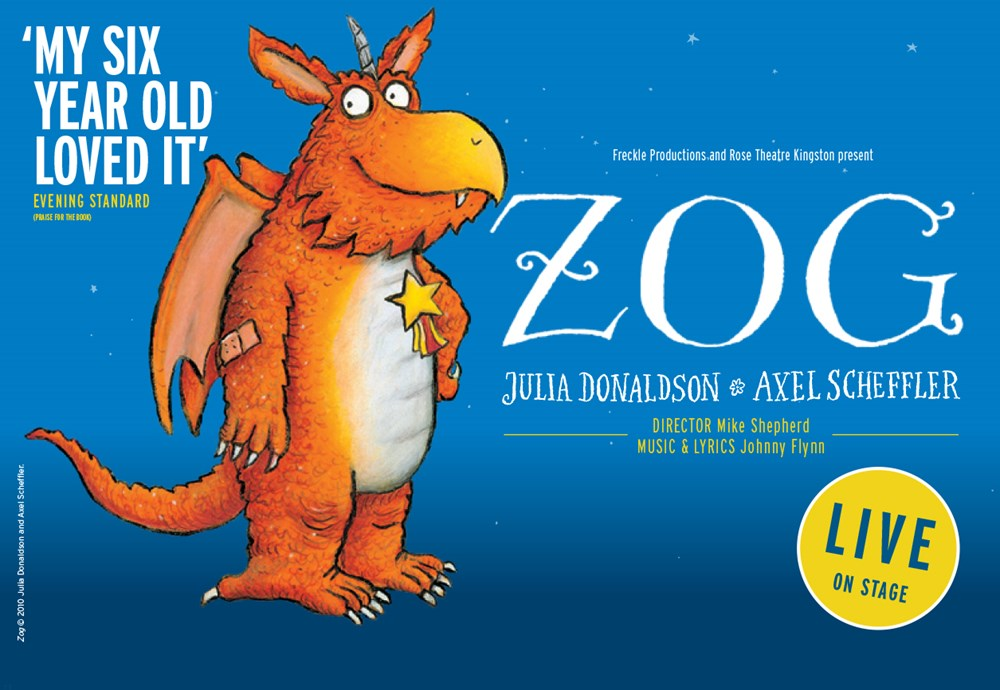 ‘MY SIX
YEAR OLD
LOVED IT’
EVENING STANDARD
(PRAISE FOR THE BOOK)
Freckle Productions and Rose Theatre Kingston present
ZOG
JULIA DONALDSON AXEL SCHEFFLER
DIRECTOR Mike Shepherd
MUSIC & LYRICS Johnny Flynn
LIVE
ON STAGE
Zog © 2010 Julia Donaldson and Axel Scheffler.